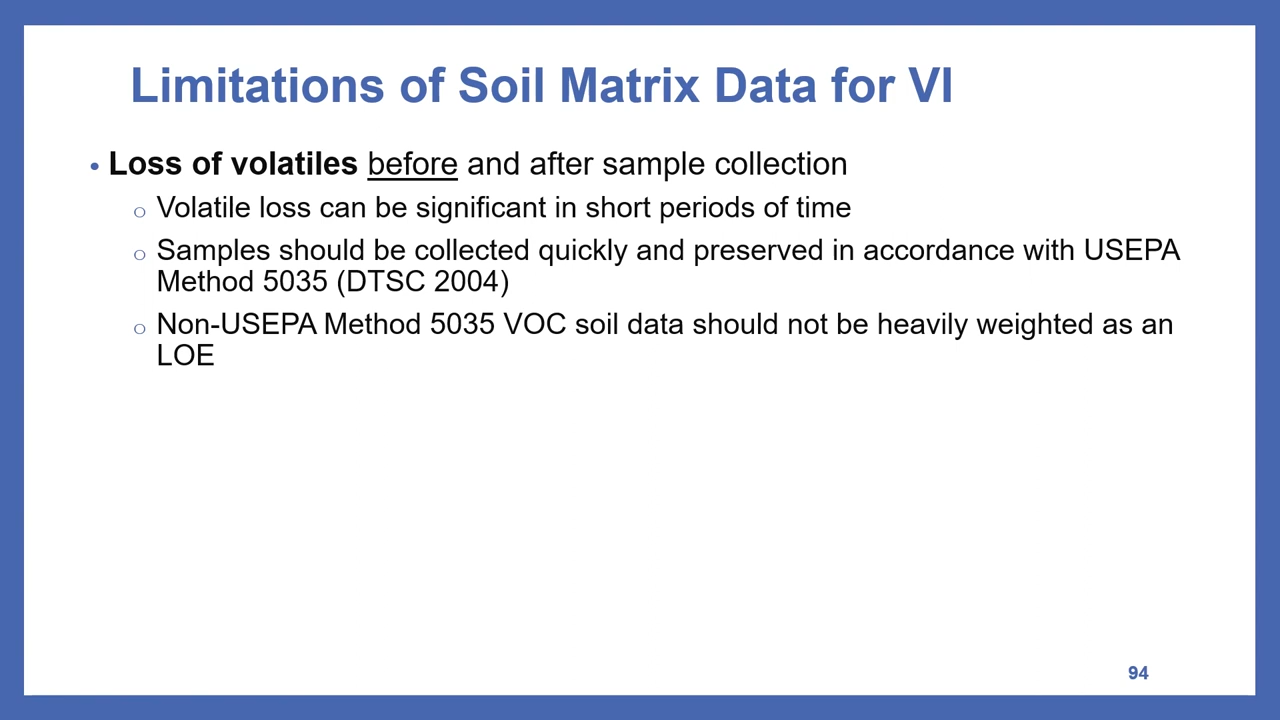 Limitations of Soil Matrix Data for VI
• Loss of volatiles before and after sample collection
○ Volatile loss can be significant in short periods of time
○ Samples should be collected quickly and preserved in accordance with USEPA
Method 5035 (DTSC 2004)
○ Non-USEPA Method 5035 VOC soil data should not be heavily weighted as an
LOE
94